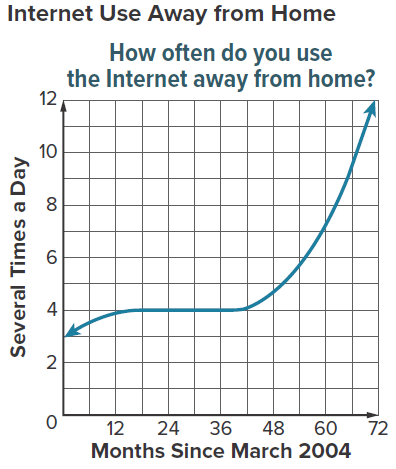 Internet Use Away from Home
How often do you use
the Internet away from home?
12
10
8
6
4
2
0
Several Times a Day
12 24 36 48 60 72
Months Since March 2004